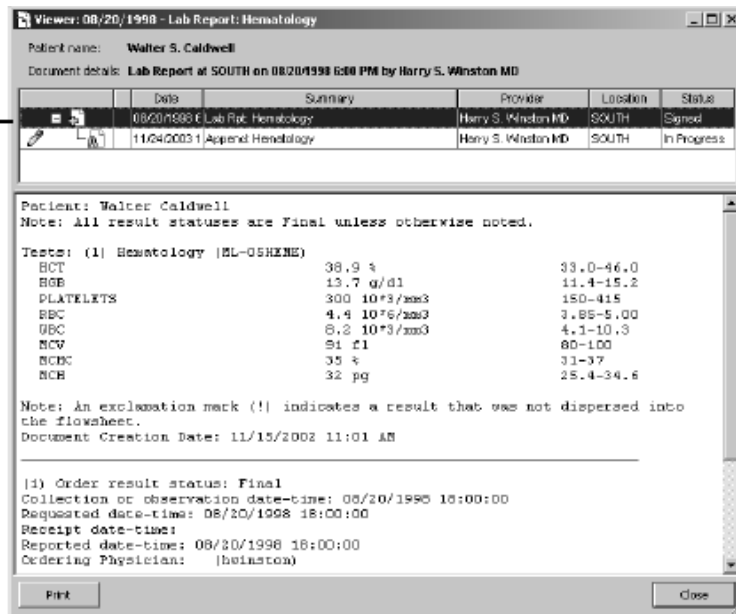 Viewer: 08/20/1998 - Lab Report: Hematology
Patient name: Walter S. Caldwell
Document details: Lab Report at SOUTH on 08/20/1998 6:00 PM by Harry S. Winston MD
Date Summary Provider Location Status
08/20/1998 6 Lab Rpt: Hematology Harry S. Winston MD SOUTH Signed
11/24/2003 1 Append: Hematology Harry S. Winston MD SOUTH In Progress
Patient: Walter Caldwell
Note: All result statuses are Final unless otherwise noted.
Tests: (1) Hematology
HCT 38.9 % 33.0-46.0
HGB 13.7 g/dl 11.4-15.2
PLATELETS 300 10*3/mm3 150-415
RBC 4.4 10*6/mm3 3.85-5.00
WBC 8.2 10*3/mm3 4.1-10.3
MCV 91 fl 80-100
MCHC 35 % 31-37
MCH 32 pg 25.4-34.6
Note: An exclamation mark (!) indicates a result that was not dispersed into
the flowsheet.
Document Creation Date: 11/15/2002 11:01 AM
(1) Order result status: Final
Collection or observation date-time: 08/20/1998 18:00:00
Requested date-time: 08/20/1998 18:00:00
Receipt date-time:
Reported date-time: 08/20/1998 18:00:00
Ordering Physician: (hwinston)
Print Close